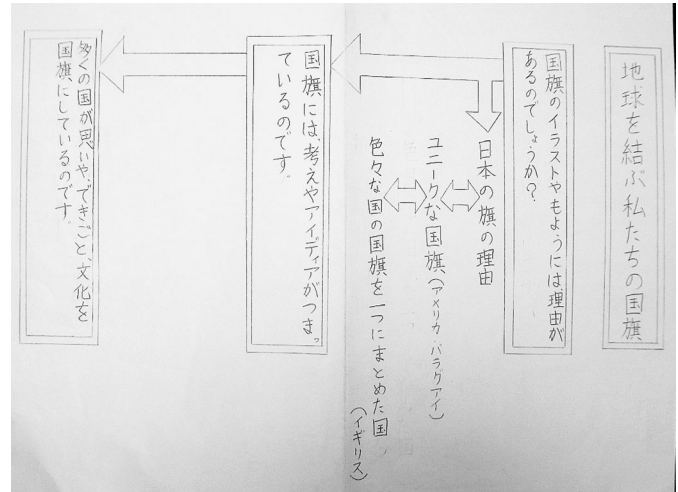 地球を結ぶ私たちの国旗
国旗のイラストやもようには、理由が
あるのでしょうか？
日本の旗の理由
ユニークな国旗（アメリカ・パラグアイ）
色々な国の国旗を一つにまとめた国
（イギリス）
国旗には、考えやアイディアがつまっ
ているのです。
多くの国が思いや、できごと、文化を
国旗にしているのです。